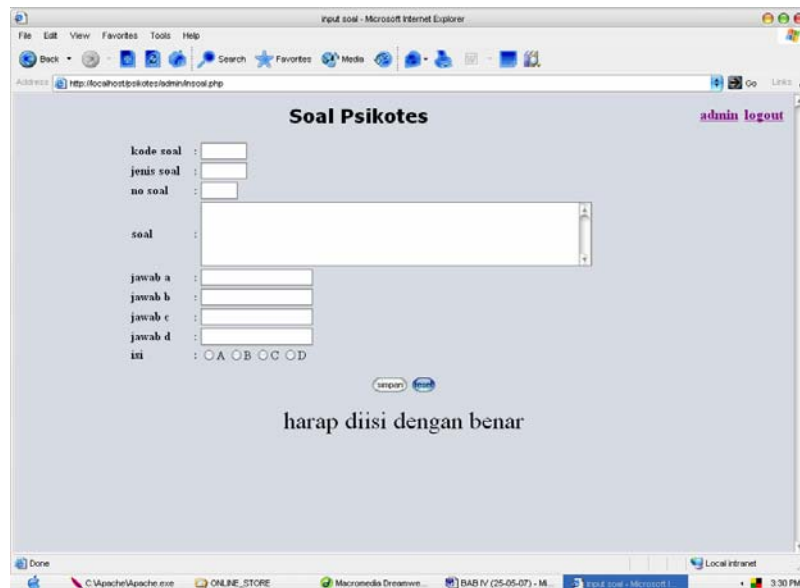 input soal - Microsoft Internet Explorer
File Edit View Favorites Tools Help
Back Search Favorites Media
Address http://localhost/psikotes/admin/insoal.php Go Links
Soal Psikotes
admin logout
kode soal :
jenis soal :
no soal :
soal :
jawab a :
jawab b :
jawab c :
jawab d :
isi : A B C D
simpan reset
harap diisi dengan benar
Done Local intranet
C:\Apache\Apache.exe ONLINE_STORE Macromedia Dreamwe... BAB IV (25-05-07) - Mi... input soal - Microsoft I... 3:30 PM